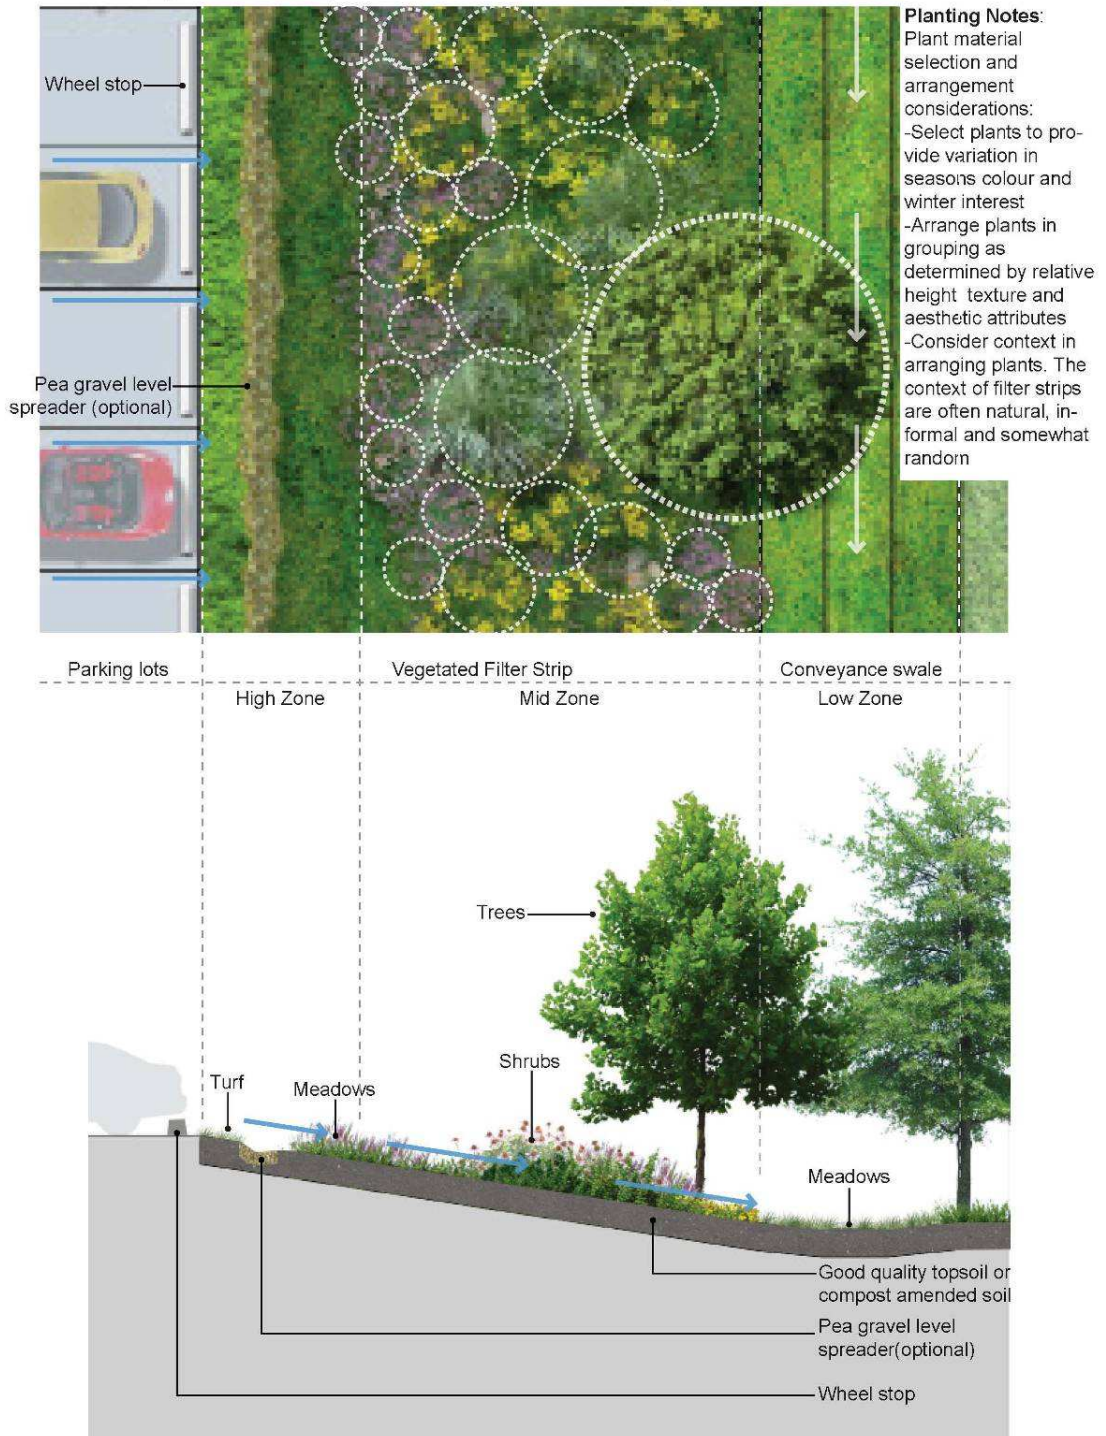 Planting Notes:
Plant material
selection and
arrangement
considerations:
-Select plants to pro-
vide variation in
seasons colour and
winter interest
-Arrange plants in
grouping as
determined by relative
height texture and
aesthetic attributes
-Consider context in
arranging plants. The
context of filter strips
are often natural, in-
formal and somewhat
random
Wheel stop
Pea gravel level
spreader (optional)
Parking lots
Vegetated Filter Strip
Conveyance swale
High Zone
Mid Zone
Low Zone
Trees
Shrubs
Turf
Meadows
Meadows
Good quality topsoil or
compost amended soil
Pea gravel level
spreader(optional)
Wheel stop